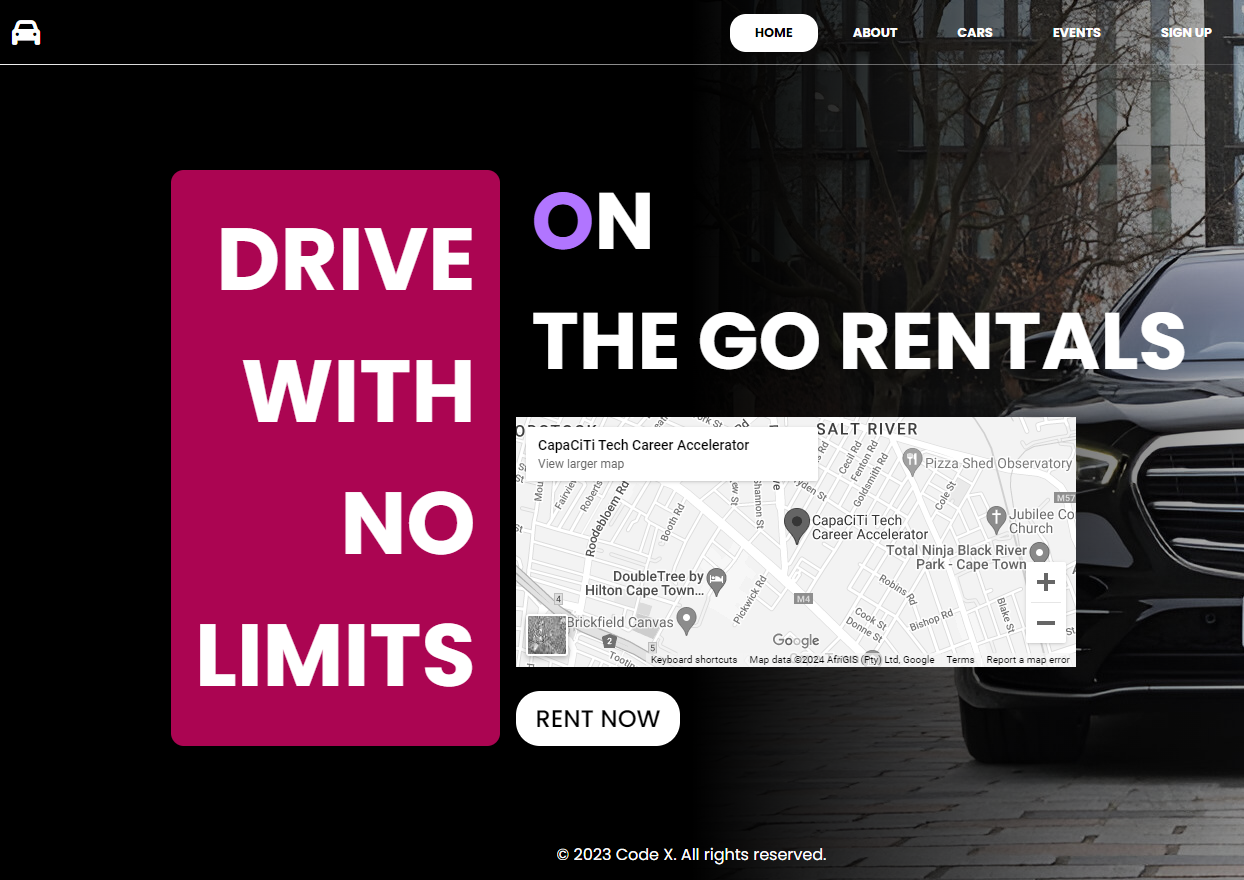 HOME ABOUT CARS EVENTS SIGN UP
DRIVE
WITH
NO
LIMITS
ON
THE GO RENTALS
SALT RIVER
CapaCiTi Tech Career Accelerator
View larger map
Pizza Shed Observatory
Cecil Rd
Fenton Rd
Goldsmith Rd
Cole St
M57
Roodebloem Rd
Booth Rd
Shannon St
CapaCiTi Tech
Career Accelerator
Jubilee Co
Church
Total Ninja Black River
Park - Cape Town
DoubleTree by
Hilton Cape Town...
Pickwick Rd
M4
Robins Rd
Blake St
4
Brickfield Canvas
2
5
Cook St
Donne St
Bishop Rd
Google
Keyboard shortcuts Map data ©2024 AfriGIS (Pty) Ltd, Google Terms Report a map error
RENT NOW
© 2023 Code X. All rights reserved.